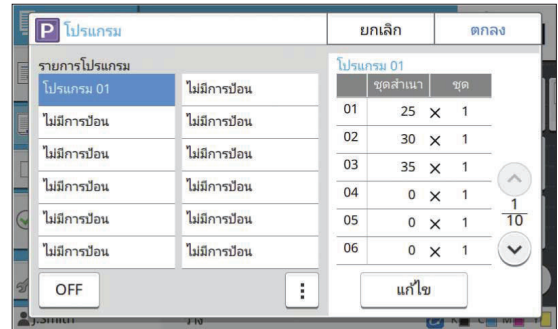 P โปรแกรม ยกเลิก ตกลง
รายการโปรแกรม
โปรแกรม 01 ไม่มีการป้อน
ไม่มีการป้อน ไม่มีการป้อน
ไม่มีการป้อน ไม่มีการป้อน
ไม่มีการป้อน ไม่มีการป้อน
ไม่มีการป้อน ไม่มีการป้อน
ไม่มีการป้อน ไม่มีการป้อน
OFF
โปรแกรม 01
ชุดสำเนา ชุด
01 25 × 1
02 30 × 1
03 35 × 1
04 0 × 1
05 0 × 1
06 0 × 1
1
10
แก้ไข
J.Smith